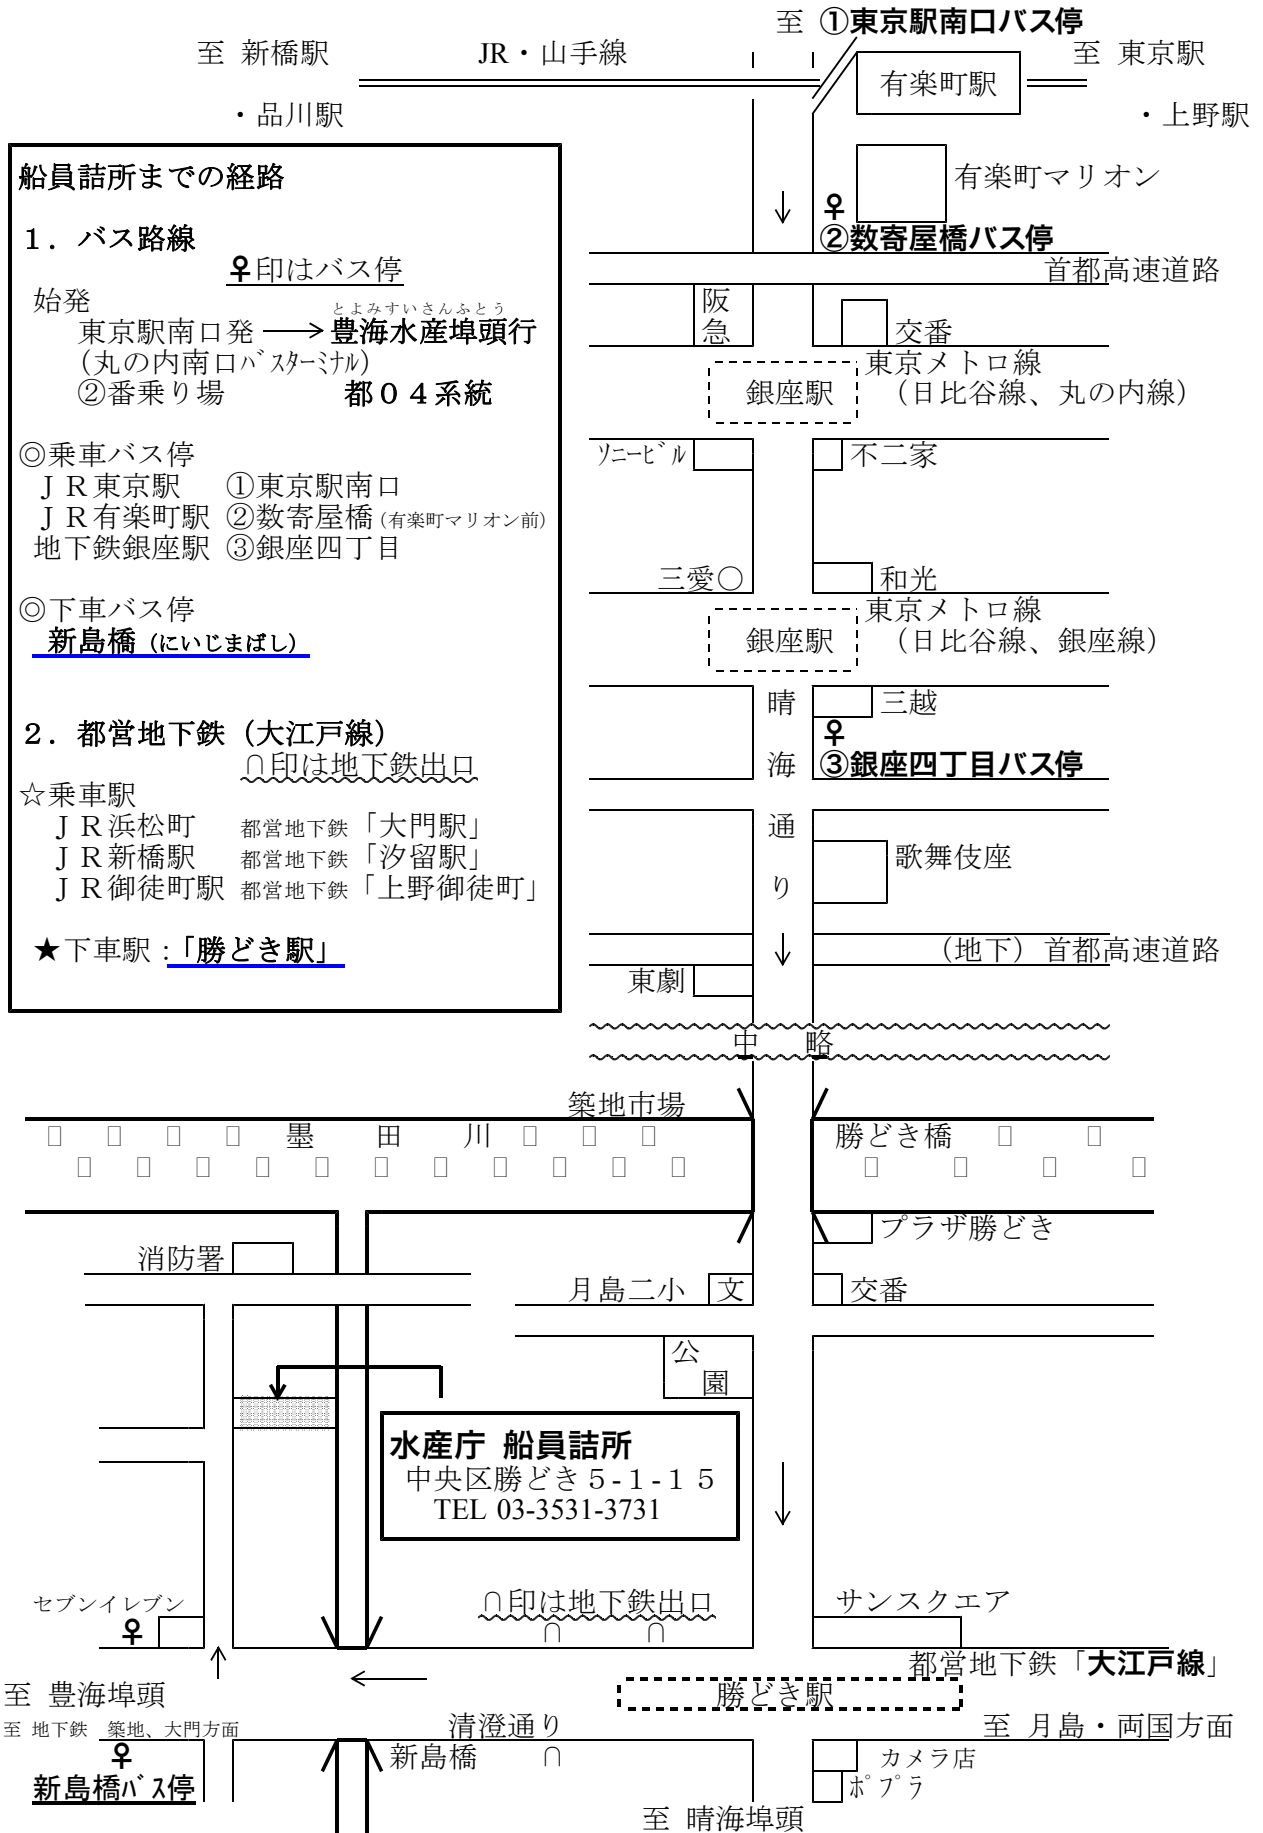 至 ①東京駅南口バス停
至 新橋駅
JR・山手線
至 東京駅
有楽町駅
・品川駅
・上野駅
船員詰所までの経路
有楽町マリオン
１．バス路線
②数寄屋橋バス停
♀印はバス停
首都高速道路
始発
とよみすいさんふとう
東京駅南口発 ⟶ 豊海水産埠頭行
(丸の内南口ﾊﾞｽﾀｰﾐﾅﾙ)
②番乗り場 都０４系統
阪急
交番
東京メトロ線
銀座駅
（日比谷線、丸の内線）
◎乗車バス停
ＪＲ東京駅 ①東京駅南口
ＪＲ有楽町駅 ②数寄屋橋（有楽町マリオン前）
地下鉄銀座駅 ③銀座四丁目
ｿﾆｰﾋﾞﾙ
不二家
三愛○
和光
◎下車バス停
新島橋（にいじまばし）
東京メトロ線
銀座駅
（日比谷線、銀座線）
２．都営地下鉄（大江戸線）
∩印は地下鉄出口
☆乗車駅
ＪＲ浜松町 都営地下鉄「大門駅」
ＪＲ新橋駅 都営地下鉄「汐留駅」
ＪＲ御徒町駅 都営地下鉄「上野御徒町」
★下車駅：「勝どき駅」
晴海通り
三越
③銀座四丁目バス停
歌舞伎座
（地下）首都高速道路
東劇
中 略
築地市場
墨 田 川
勝どき橋
プラザ勝どき
消防署
月島二小 文
交番
公園
水産庁 船員詰所
中央区勝どき５-１-１５
TEL 03-3531-3731
セブンイレブン
∩印は地下鉄出口
サンスクエア
都営地下鉄「大江戸線」
至 豊海埠頭
勝どき駅
至 地下鉄 築地、大門方面
清澄通り
至 月島・両国方面
新島橋
カメラ店
新島橋ﾊﾞｽ停
ﾎﾟﾌﾟﾗ
至 晴海埠頭